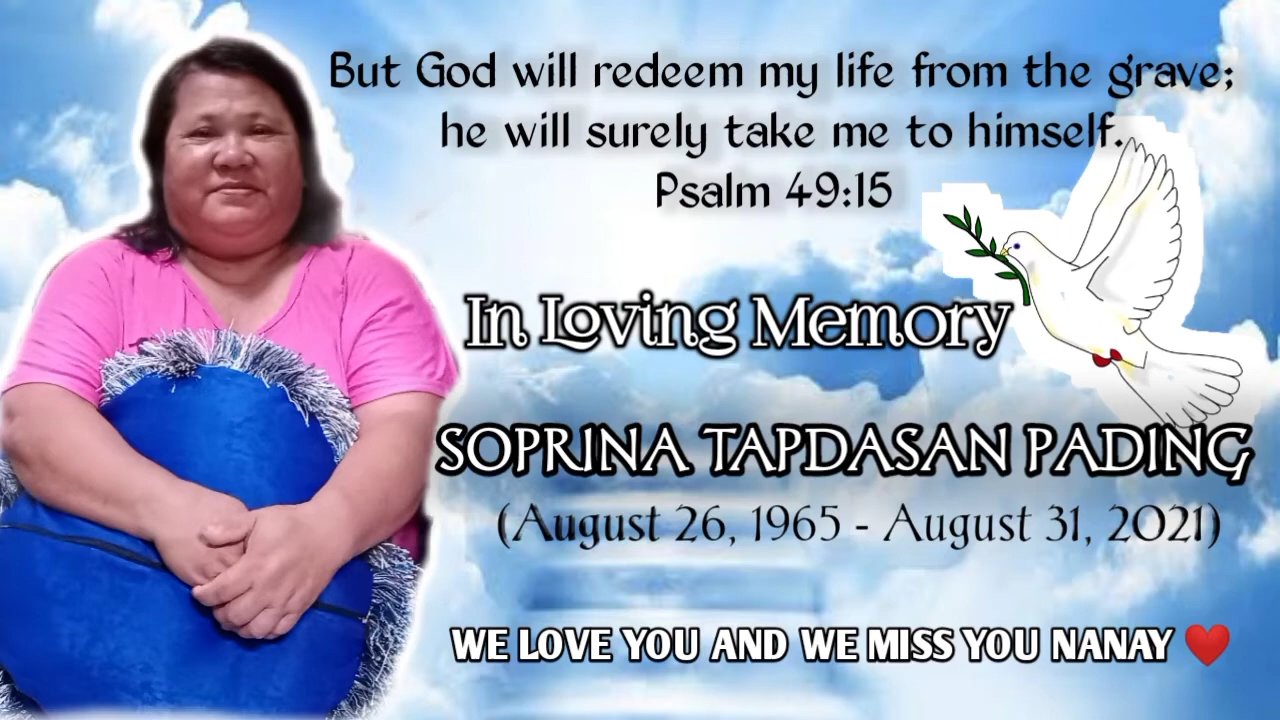 But God will redeem my life from the grave;
he will surely take me to himself.
Psalm 49:15
In Loving Memory
SOPRINA TAPDASAN PADING
(August 26, 1965 - August 31, 2021)
WE LOVE YOU AND WE MISS YOU NANAY ❤️